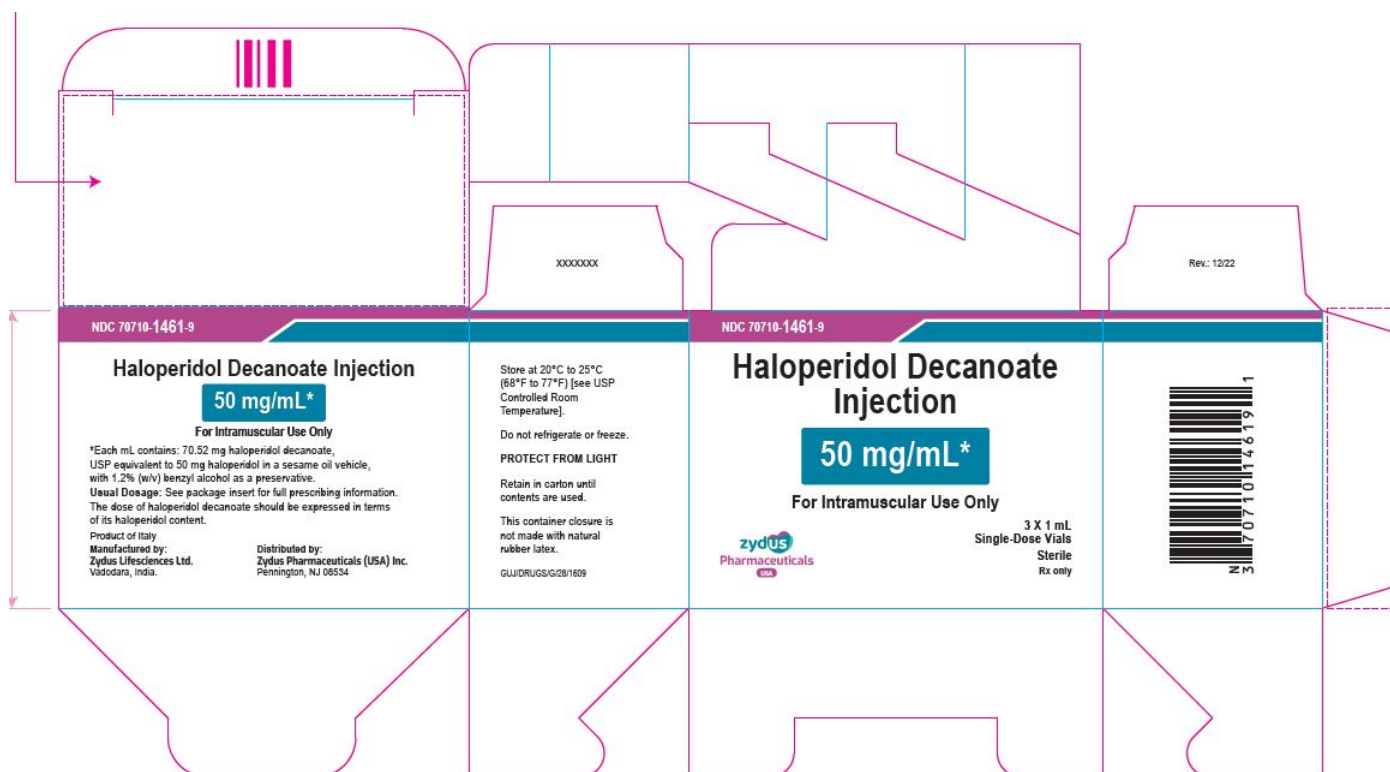 XXXXXXX
Rev.: 12/22
NDC 70710-1461-9
Haloperidol Decanoate Injection
50 mg/mL*
For Intramuscular Use Only
*Each mL contains: 70.52 mg haloperidol decanoate,
USP equivalent to 50 mg haloperidol in a sesame oil vehicle,
with 1.2% (w/v) benzyl alcohol as a preservative.
Usual Dosage: See package insert for full prescribing information.
The dose of haloperidol decanoate should be expressed in terms
of its haloperidol content.
Product of Italy
Manufactured by:
Zydus Lifesciences Ltd.
Vadodara, India.
Distributed by:
Zydus Pharmaceuticals (USA) Inc.
Pennington, NJ 08534
Store at 20°C to 25°C
(68°F to 77°F) [see USP
Controlled Room
Temperature].
Do not refrigerate or freeze.
PROTECT FROM LIGHT
Retain in carton until
contents are used.
This container closure is
not made with natural
rubber latex.
GUJ/DRUGS/G/28/1609
NDC 70710-1461-9
Haloperidol Decanoate
Injection
50 mg/mL*
For Intramuscular Use Only
3 X 1 mL
Single-Dose Vials
Sterile
Rx only
zydus
Pharmaceuticals
USA
N
3 70710 14619 1